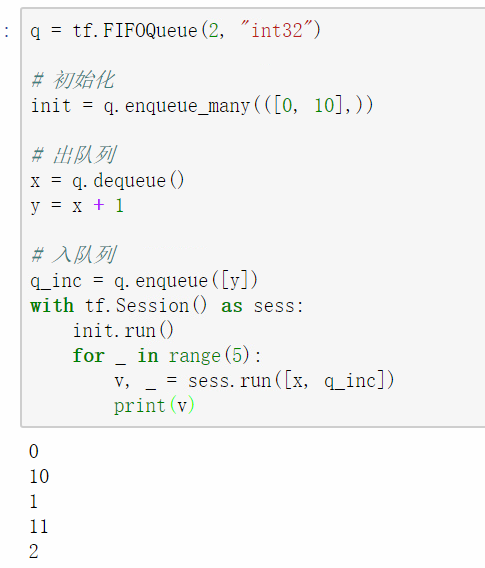 : q = tf.FIFOQueue(2, "int32")
# 初始化
init = q.enqueue_many(([0, 10],))
# 出队列
x = q.dequeue()
y = x + 1
# 入队列
q_inc = q.enqueue([y])
with tf.Session() as sess:
    init.run()
    for _ in range(5):
        v, _ = sess.run([x, q_inc])
        print(v)
0
10
1
11
2